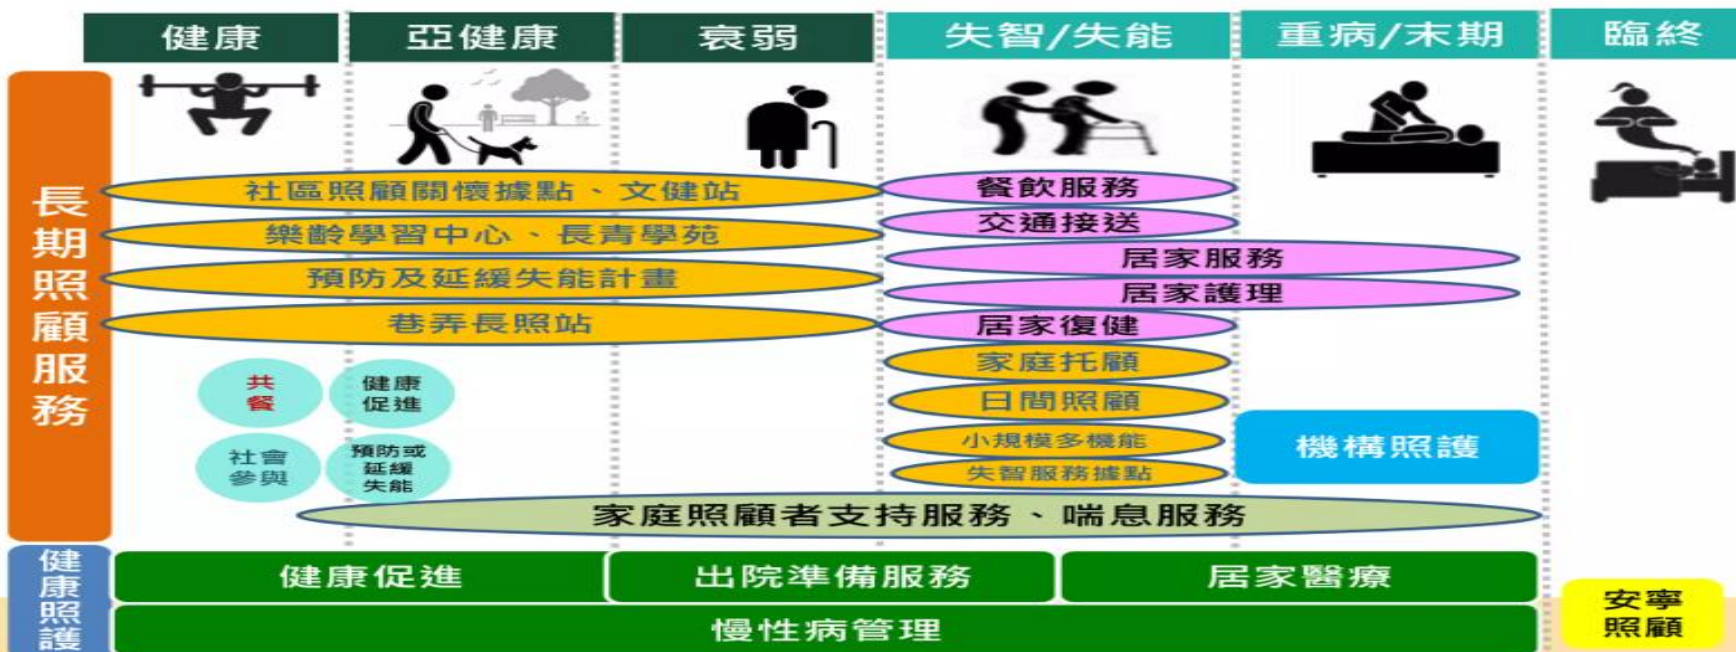 健康
亞健康
衰弱
失智/失能
重病/末期
臨終
長期照顧服務
社區照顧關懷據點、文健站
樂齡學習中心、長青學苑
預防及延緩失能計畫
巷弄長照站
共餐
健康促進
社會參與
預防或延緩失能
餐飲服務
交通接送
居家服務
居家護理
居家復健
家庭托顧
日間照顧
小規模多機能
失智服務據點
機構照護
家庭照顧者支持服務、喘息服務
健康照護
健康促進
出院準備服務
居家醫療
慢性病管理
安寧照顧